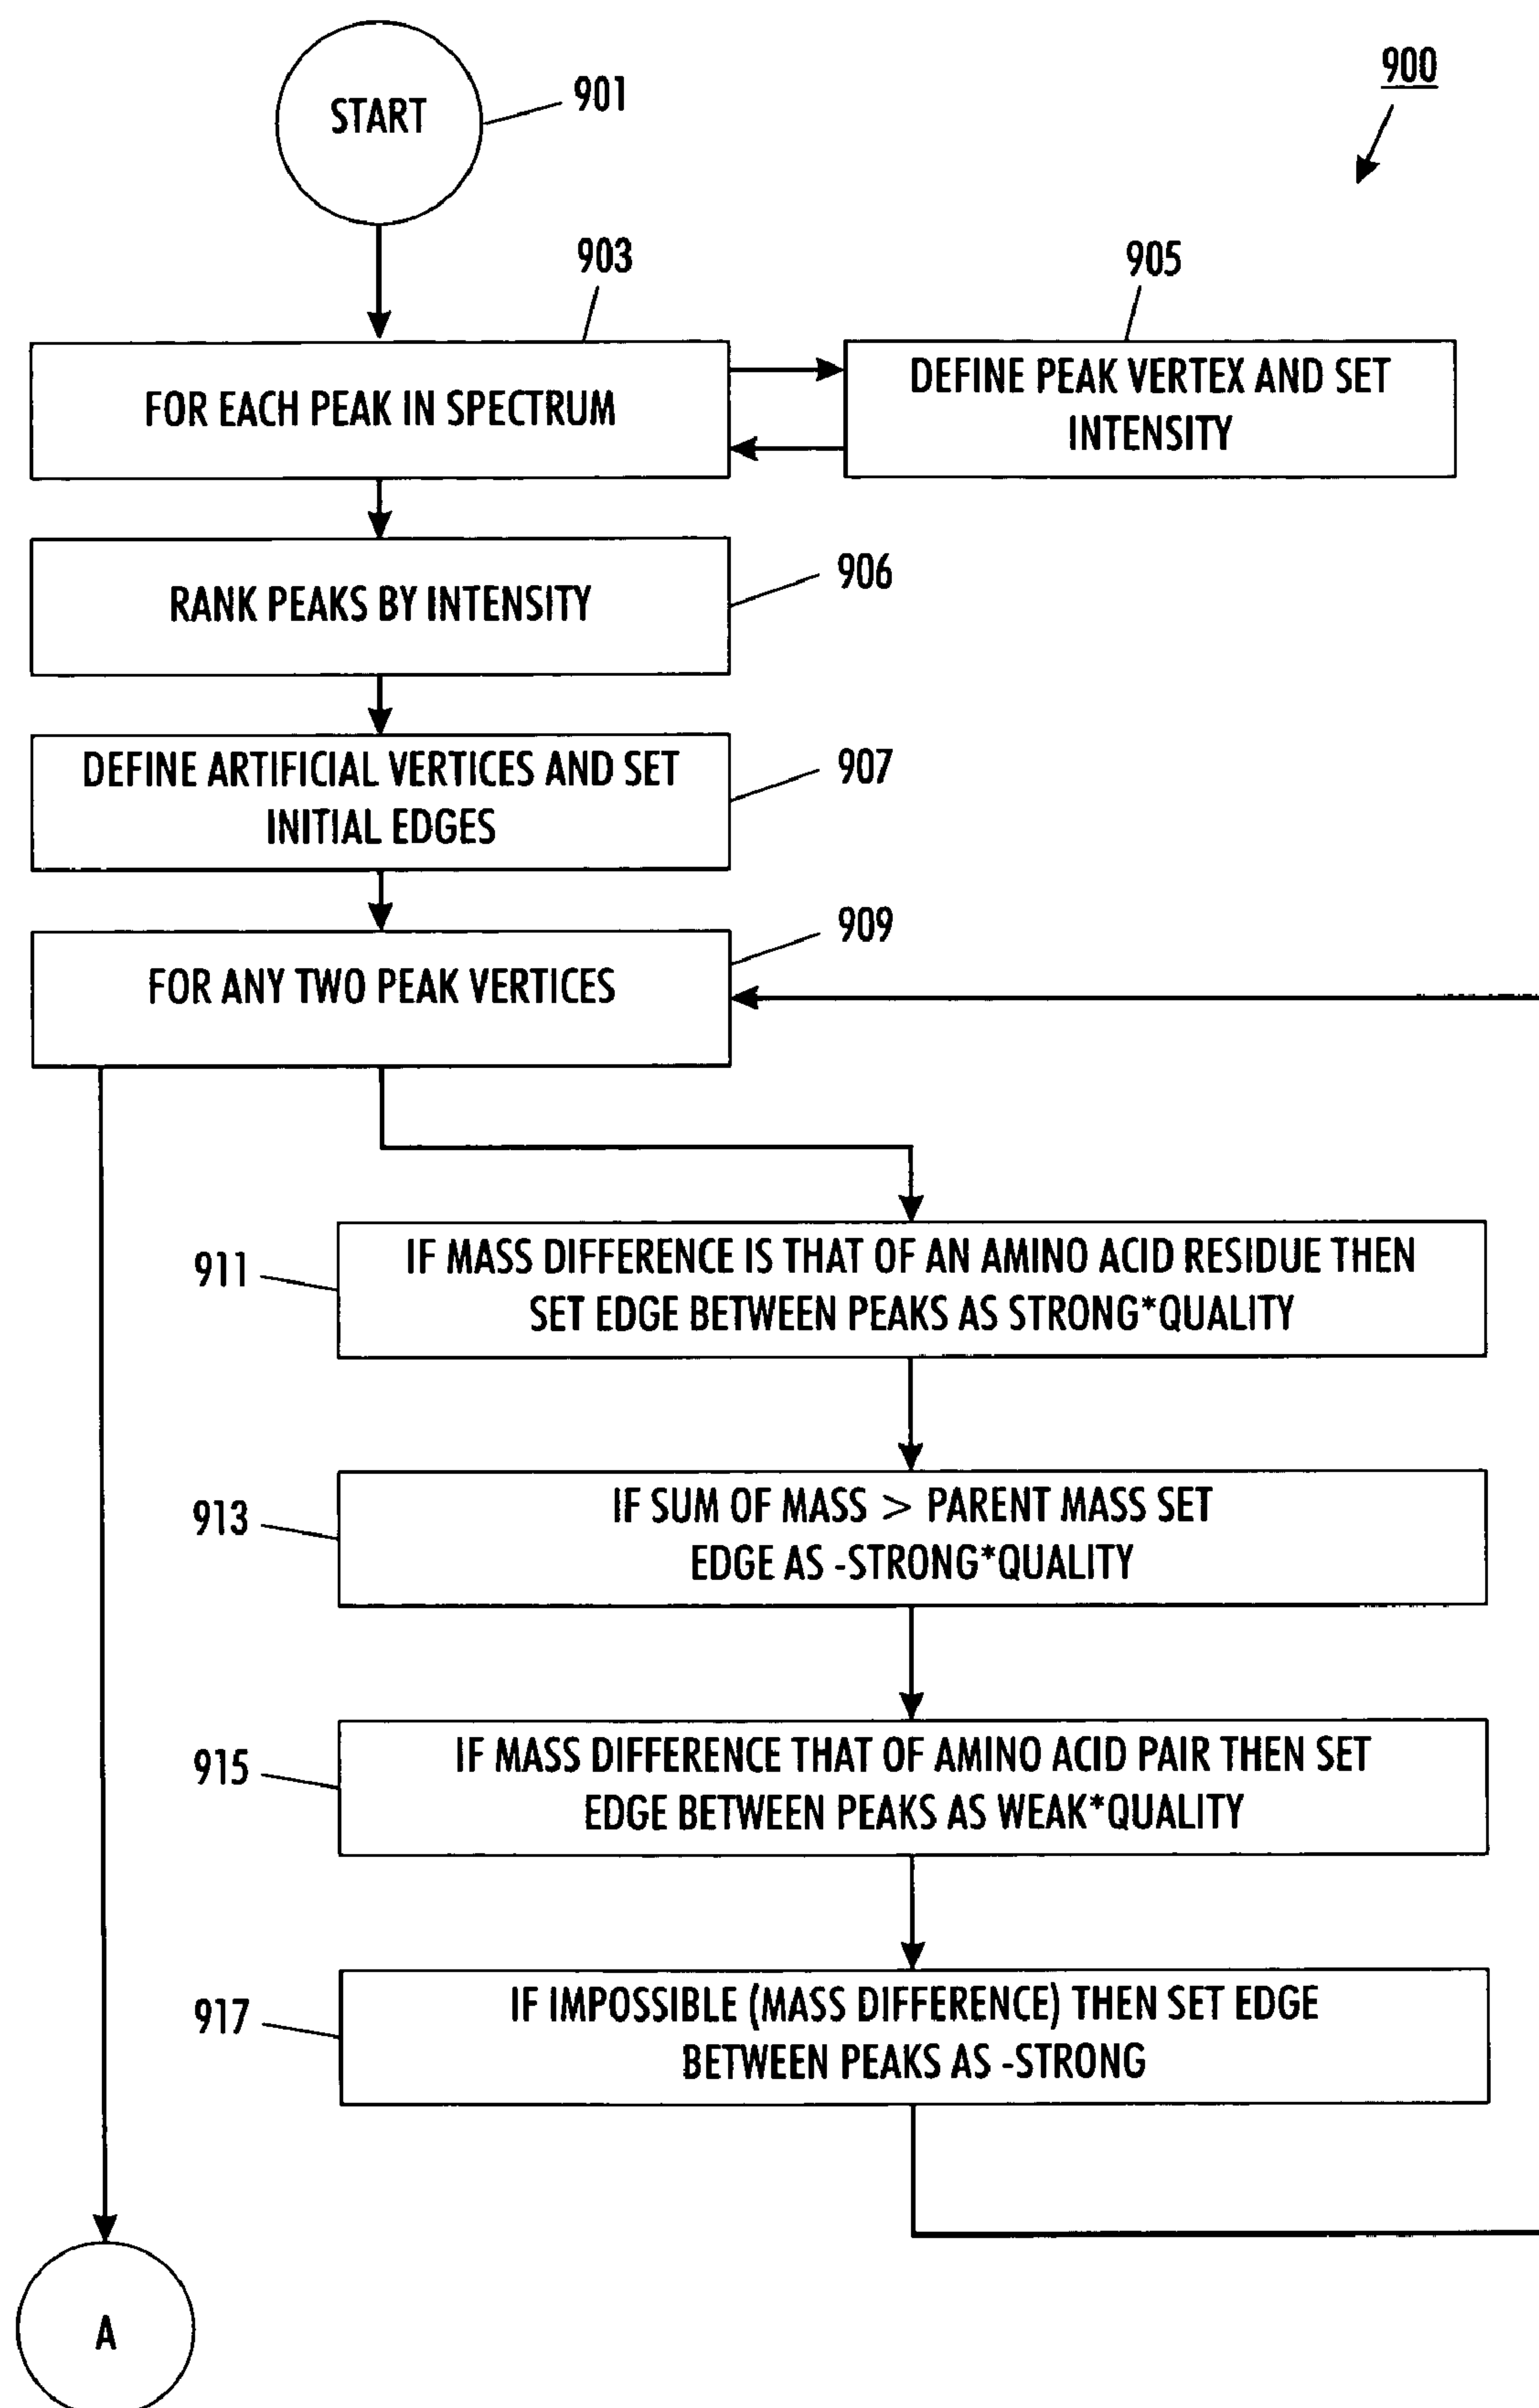 START
901
900
903
905
FOR EACH PEAK IN SPECTRUM
DEFINE PEAK VERTEX AND SET
INTENSITY
RANK PEAKS BY INTENSITY
906
DEFINE ARTIFICIAL VERTICES AND SET
INITIAL EDGES
907
FOR ANY TWO PEAK VERTICES
909
911
IF MASS DIFFERENCE IS THAT OF AN AMINO ACID RESIDUE THEN
SET EDGE BETWEEN PEAKS AS STRONG*QUALITY
913
IF SUM OF MASS > PARENT MASS SET
EDGE AS -STRONG*QUALITY
915
IF MASS DIFFERENCE THAT OF AMINO ACID PAIR THEN SET
EDGE BETWEEN PEAKS AS WEAK*QUALITY
917
IF IMPOSSIBLE (MASS DIFFERENCE) THEN SET EDGE
BETWEEN PEAKS AS -STRONG
A